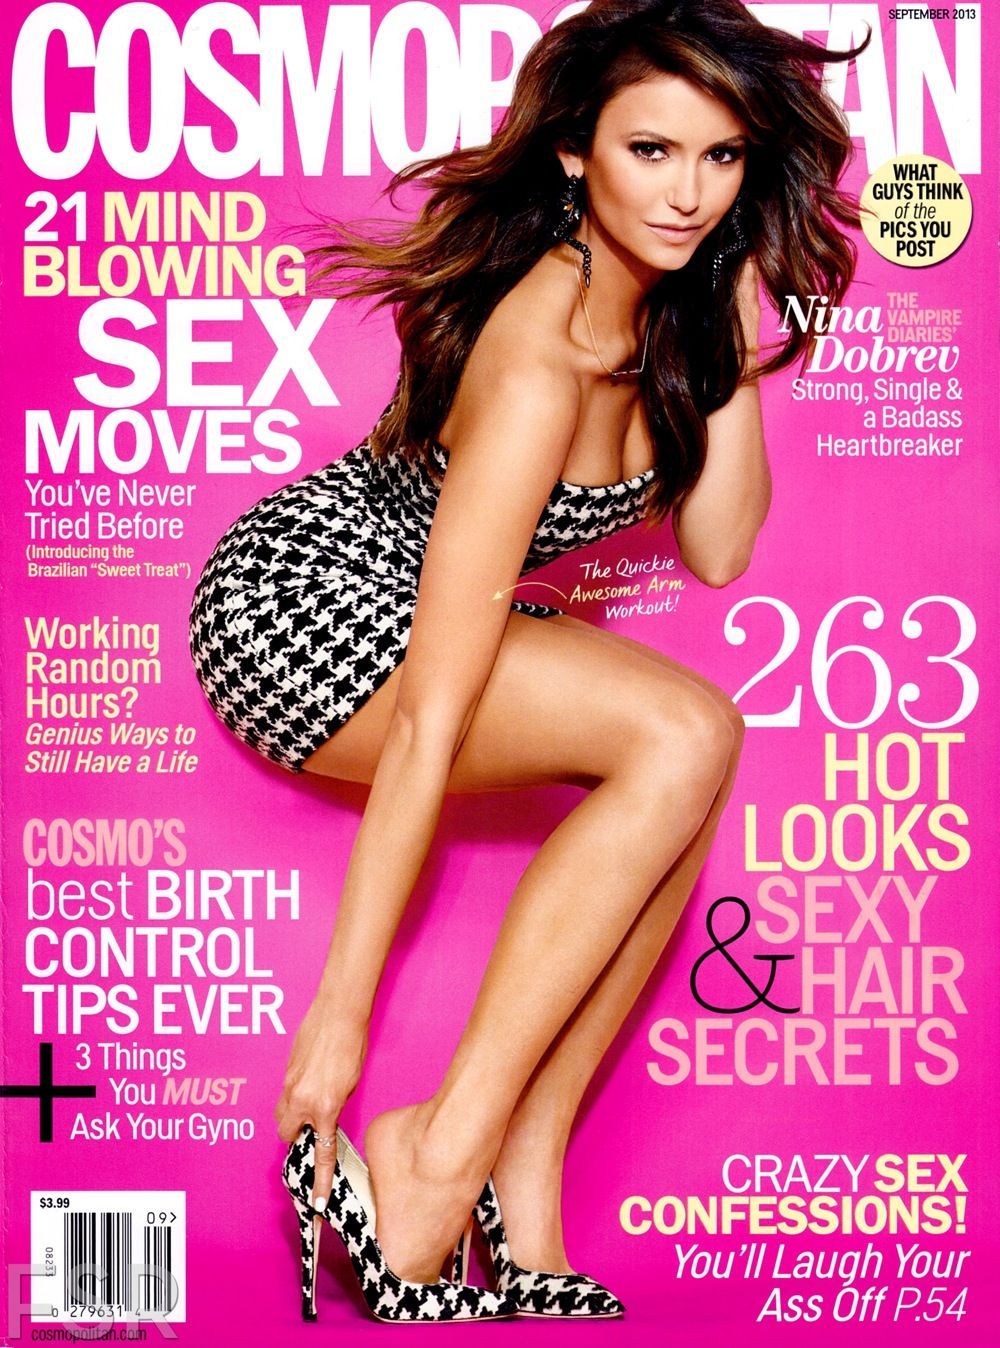 SEPTEMBER 2013
COSMOPOLITAN
21 MIND
BLOWING
SEX
MOVES
You've Never
Tried Before
(Introducing the
Brazilian "Sweet Treat")
Working
Random
Hours?
Genius Ways to
Still Have a Life
COSMO'S
best BIRTH
CONTROL
TIPS EVER
+ 3 Things
You MUST
Ask Your Gyno
WHAT
GUYS THINK
of the
PICS YOU
POST
Nina
Dobrev
THE
VAMPIRE
DIARIES'
Strong, Single &
a Badass
Heartbreaker
The Quickie
Awesome Arm
Workout!
263
HOT
LOOKS
SEXY
& HAIR
SECRETS
CRAZY SEX
CONFESSIONS!
You'll Laugh Your
Ass Off P.54
$3.99
09>
0 279631 4
cosmopolitan.com
FSR